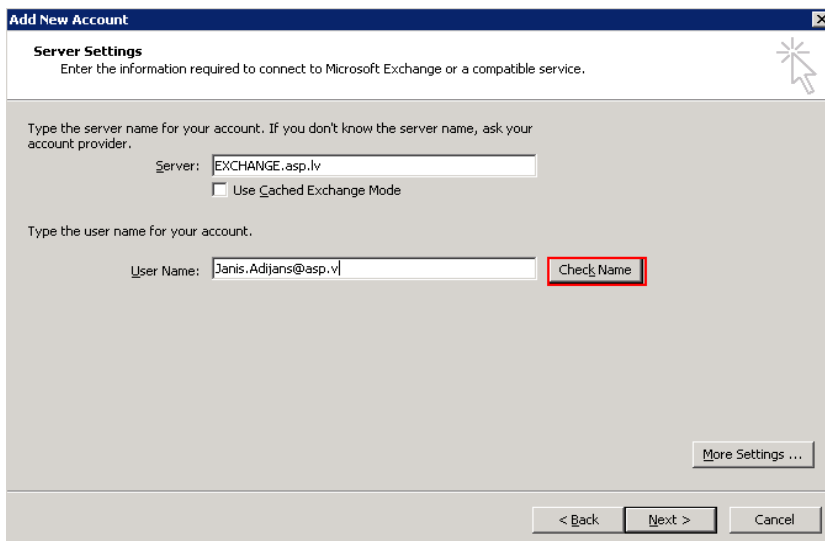 Add New Account
Server Settings
Enter the information required to connect to Microsoft Exchange or a compatible service.
Type the server name for your account. If you don't know the server name, ask your
account provider.
Server: EXCHANGE.asp.lv
Use Cached Exchange Mode
Type the user name for your account.
User Name: Janis.Adijans@asp.v Check Name
More Settings ...
< Back Next > Cancel